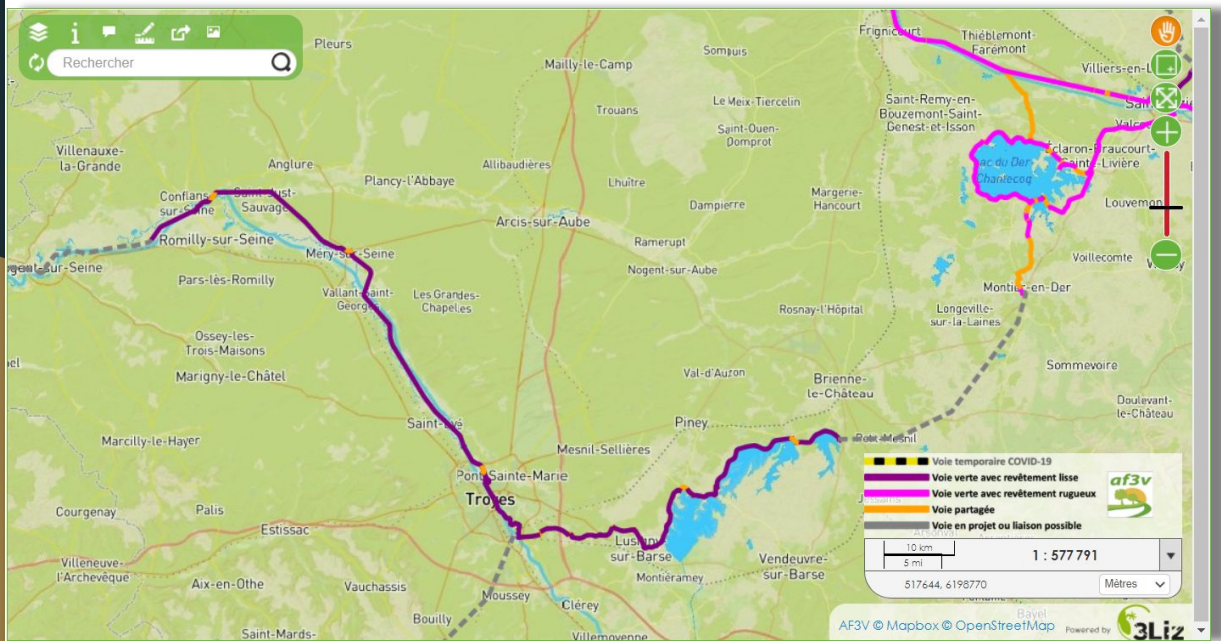 Rechercher
Pleurs
Mailly-le-Camp
Sompuis
Frignicourt
Thiéblemont-
Farémont
Trouans
Le Meix-Tiercelin
Saint-Remy-en-
Bouzemont-Saint-
Genest-et-Isson
Saint-Ouen-
Domprot
Villenauxe-
la-Grande
Anglure
Allibaudières
Plancy-l'Abbaye
Lhuître
Lac du Der-
Chantecoq
Éclaron-Braucourt-
Sainte-Livière
Conflans-
sur-Seine
Saint-Just-
Sauvage
Arcis-sur-Aube
Dampierre
Margerie-
Hancourt
Louvemont
Romilly-sur-Seine
Méry-sur-Seine
Ramerupt
Voillecomte
Nogent-sur-Seine
Pars-lès-Romilly
Vallant-Saint-
Georges
Les Grandes-
Chapelles
Nogent-sur-Aube
Montier-en-Der
Rosnay-l'Hôpital
Longeville-
sur-la-Laines
Ossey-les-
Trois-Maisons
Marigny-le-Châtel
Val-d'Auzon
Brienne-
le-Château
Sommevoire
Doulevant-
le-Château
Saint-Lyé
Piney
Marcilly-le-Hayer
Mesnil-Sellières
Petit-Mesnil
Pont-Sainte-Marie
Troyes
Courgenay
Palis
Estissac
Lusigny-
sur-Barse
Vendeuvre-
sur-Barse
Villeneuve-
l'Archevêque
Aix-en-Othe
Vauchassis
Montiéramey
Moussey
Clérey
Bouilly
Saint-Mards-
Villemoyenne
Voie temporaire COVID-19
Voie verte avec revêtement lisse
Voie verte avec revêtement rugueux
Voie partagée
Voie en projet ou liaison possible
af3v
10 km
5 mi
1 : 577 791
517644, 6198770
Mètres
Bayel
AF3V © Mapbox © OpenStreetMap
Powered by 3Liz